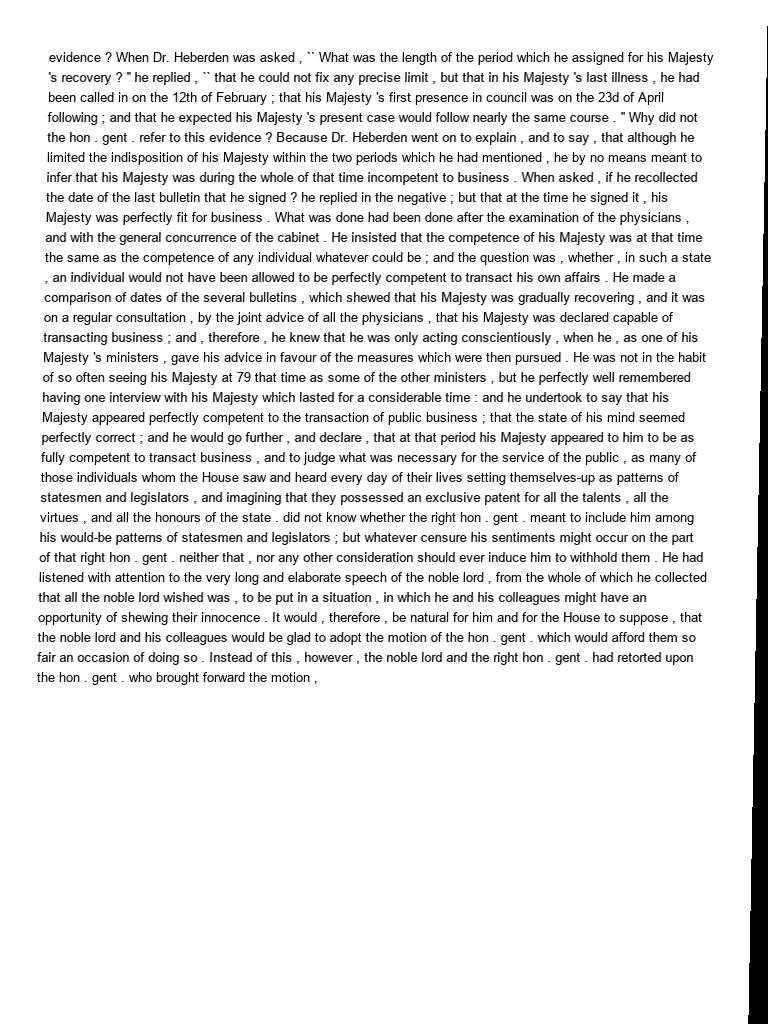 evidence ? When Dr. Heberden was asked , `` What was the length of the period which he assigned for his Majesty
's recovery ? " he replied , `` that he could not fix any precise limit , but that in his Majesty 's last illness , he had
been called in on the 12th of February ; that his Majesty 's first presence in council was on the 23d of April
following ; and that he expected his Majesty 's present case would follow nearly the same course . " Why did not
the hon . gent . refer to this evidence ? Because Dr. Heberden went on to explain , and to say , that although he
limited the indisposition of his Majesty within the two periods which he had mentioned , he by no means meant to
infer that his Majesty was during the whole of that time incompetent to business . When asked , if he recollected
the date of the last bulletin that he signed ? he replied in the negative ; but that at the time he signed it , his
Majesty was perfectly fit for business . What was done had been done after the examination of the physicians ,
and with the general concurrence of the cabinet . He insisted that the competence of his Majesty was at that time
the same as the competence of any individual whatever could be ; and the question was , whether , in such a state
, an individual would not have been allowed to be perfectly competent to transact his own affairs . He made a
comparison of dates of the several bulletins , which shewed that his Majesty was gradually recovering , and it was
on a regular consultation , by the joint advice of all the physicians , that his Majesty was declared capable of
transacting business ; and , therefore , he knew that he was only acting conscientiously , when he , as one of his
Majesty 's ministers , gave his advice in favour of the measures which were then pursued . He was not in the habit
of so often seeing his Majesty at 79 that time as some of the other ministers , but he perfectly well remembered
having one interview with his Majesty which lasted for a considerable time : and he undertook to say that his
Majesty appeared perfectly competent to the transaction of public business ; that the state of his mind seemed
perfectly correct ; and he would go further , and declare , that at that period his Majesty appeared to him to be as
fully competent to transact business , and to judge what was necessary for the service of the public , as many of
those individuals whom the House saw and heard every day of their lives setting themselves-up as patterns of
statesmen and legislators , and imagining that they possessed an exclusive patent for all the talents , all the
virtues , and all the honours of the state . did not know whether the right hon . gent . meant to include him among
his would-be patterns of statesmen and legislators ; but whatever censure his sentiments might occur on the part
of that right hon . gent . neither that , nor any other consideration should ever induce him to withhold them . He had
listened with attention to the very long and elaborate speech of the noble lord , from the whole of which he collected
that all the noble lord wished was , to be put in a situation , in which he and his colleagues might have an
opportunity of shewing their innocence . It would , therefore , be natural for him and for the House to suppose , that
the noble lord and his colleagues would be glad to adopt the motion of the hon . gent . which would afford them so
fair an occasion of doing so . Instead of this , however , the noble lord and the right hon . gent . had retorted upon
the hon . gent . who brought forward the motion ,